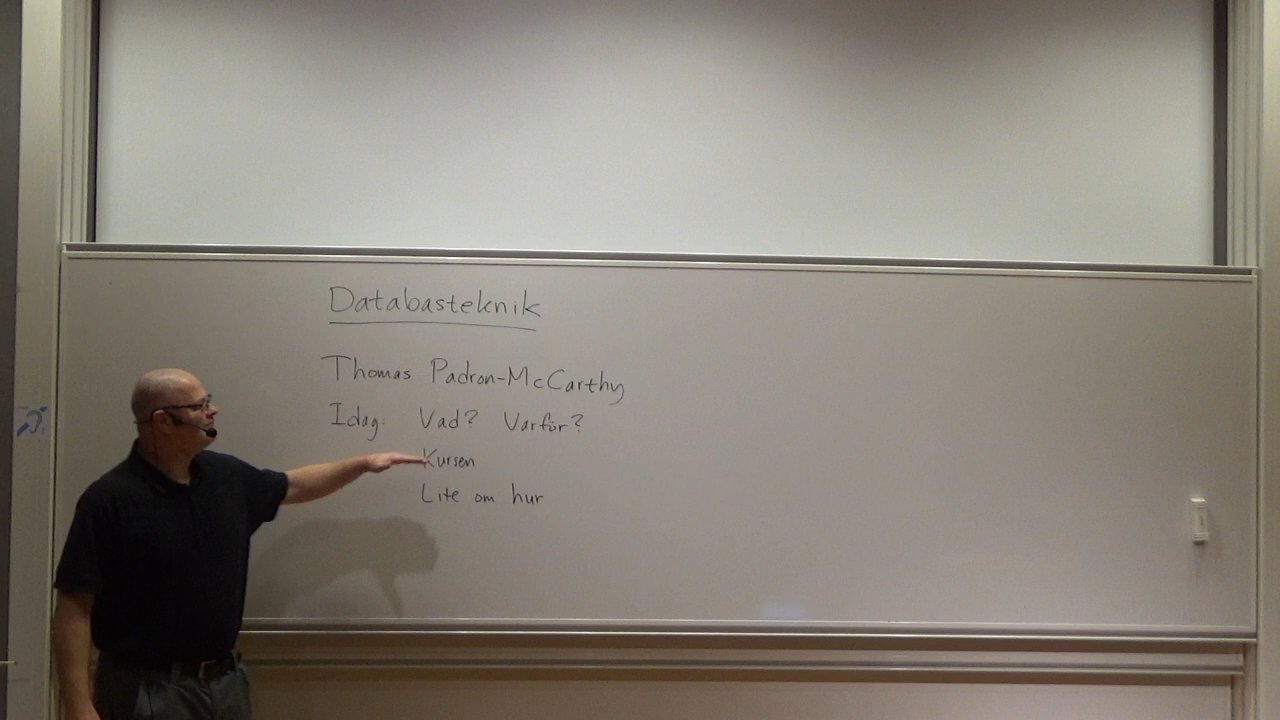 Databasteknik
Thomas Padron-McCarthy
Idag: Vad? Varför?
Kursen
Lite om hur